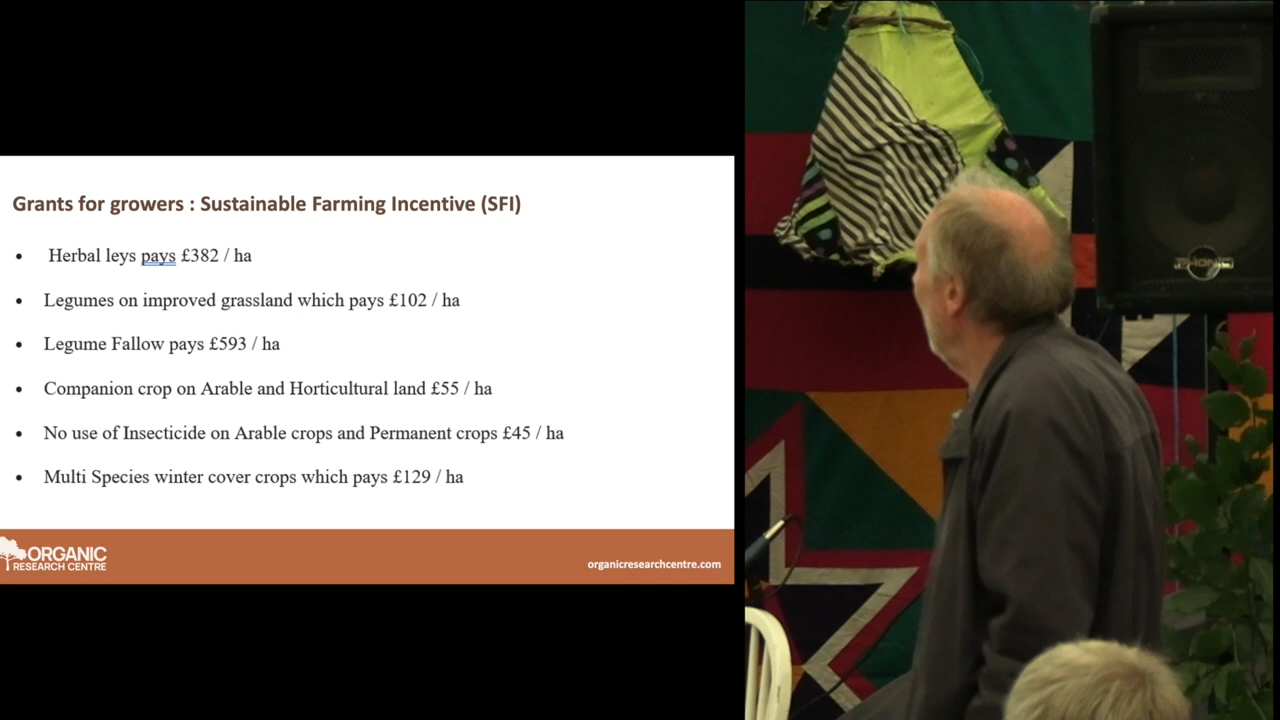 Grants for growers : Sustainable Farming Incentive (SFI)
• Herbal leys pays £382 / ha
• Legumes on improved grassland which pays £102 / ha
• Legume Fallow pays £593 / ha
• Companion crop on Arable and Horticultural land £55 / ha
• No use of Insecticide on Arable crops and Permanent crops £45 / ha
• Multi Species winter cover crops which pays £129 / ha
ORGANIC
RESEARCH CENTRE
organicresearchcentre.com
PHONIC